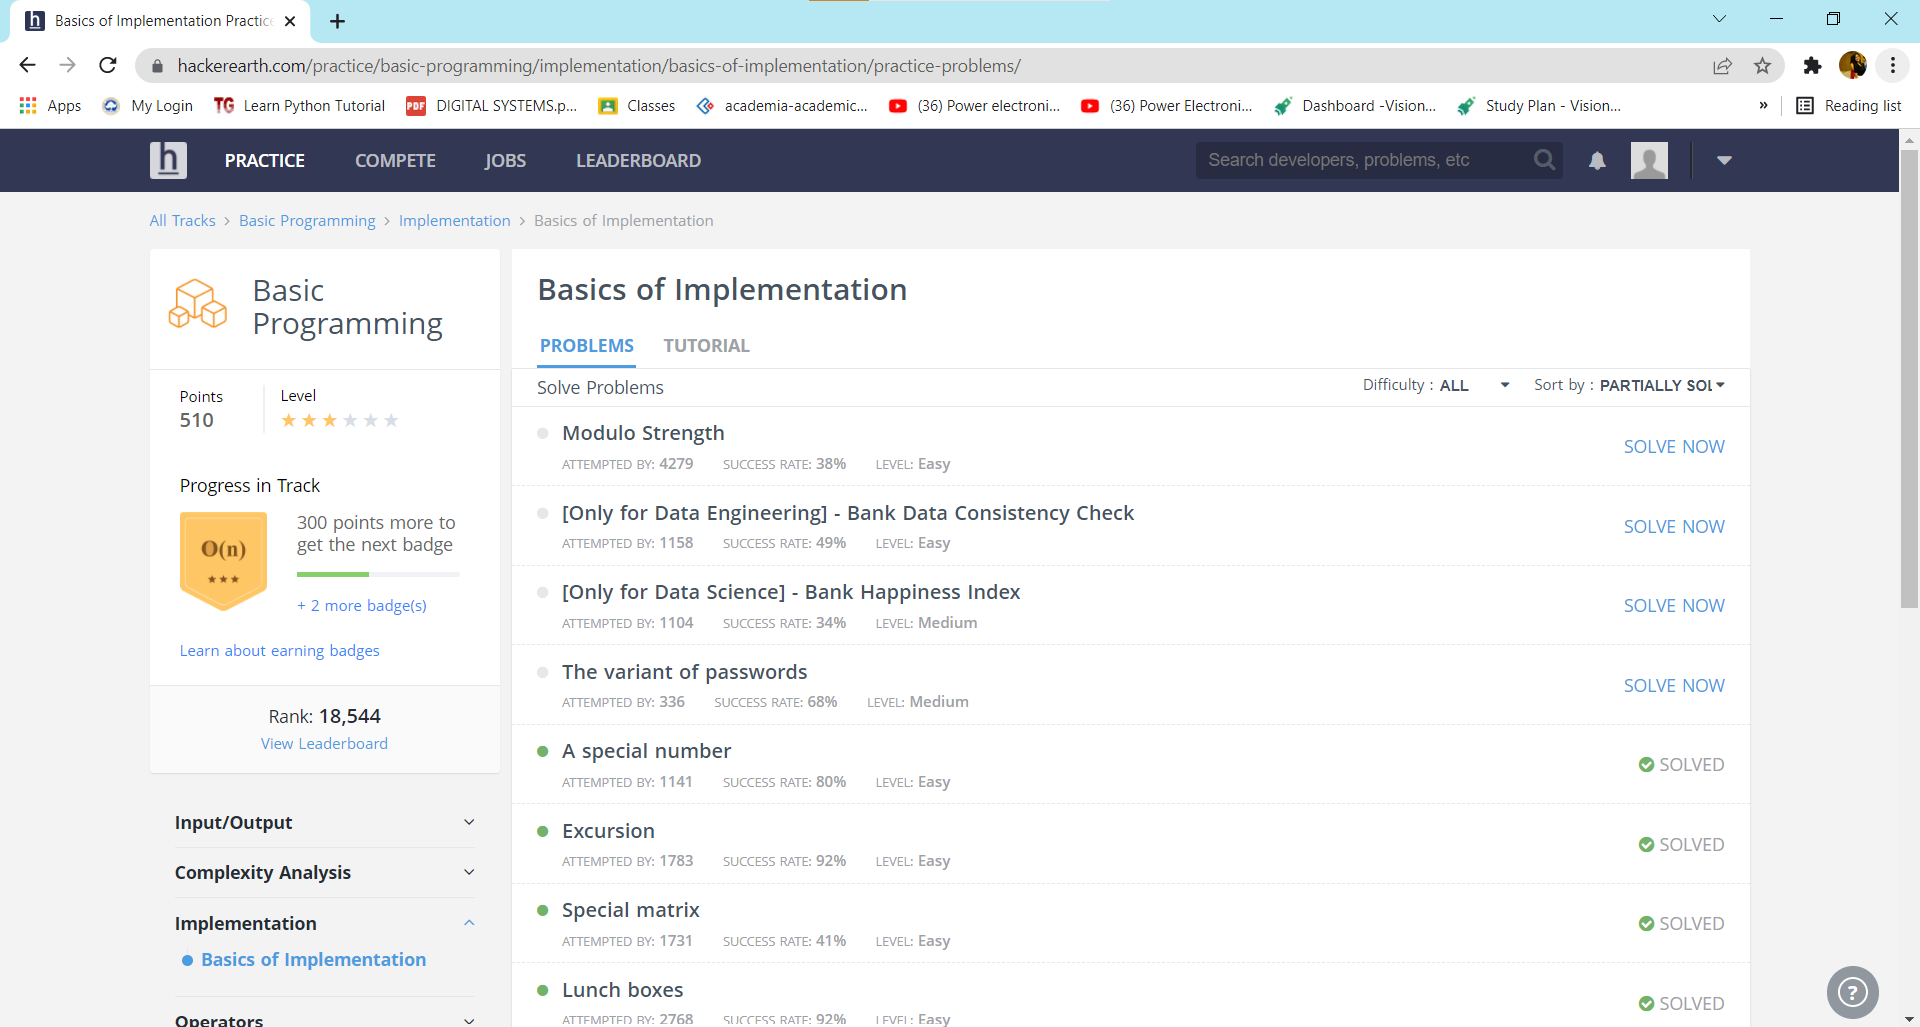 Basics of Implementation Practice
hackerearth.com/practice/basic-programming/implementation/basics-of-implementation/practice-problems/
Apps
My Login
TG Learn Python Tutorial
PDF DIGITAL SYSTEMS.p...
Classes
academia-academic...
(36) Power electroni...
(36) Power Electroni...
Dashboard -Vision...
Study Plan - Vision...
»
Reading list
h PRACTICE COMPETE JOBS LEADERBOARD
Search developers, problems, etc
All Tracks > Basic Programming > Implementation > Basics of Implementation
Basic
Programming
Points
510
Level
Progress in Track
O(n)
300 points more to
get the next badge
+ 2 more badge(s)
Learn about earning badges
Rank: 18,544
View Leaderboard
Input/Output
Complexity Analysis
Implementation
Basics of Implementation
Operators
Basics of Implementation
PROBLEMS TUTORIAL
Solve Problems
Difficulty : ALL
Sort by : PARTIALLY SOL
Modulo Strength
ATTEMPTED BY: 4279 SUCCESS RATE: 38% LEVEL: Easy
SOLVE NOW
[Only for Data Engineering] - Bank Data Consistency Check
ATTEMPTED BY: 1158 SUCCESS RATE: 49% LEVEL: Easy
SOLVE NOW
[Only for Data Science] - Bank Happiness Index
ATTEMPTED BY: 1104 SUCCESS RATE: 34% LEVEL: Medium
SOLVE NOW
The variant of passwords
ATTEMPTED BY: 336 SUCCESS RATE: 68% LEVEL: Medium
SOLVE NOW
A special number
ATTEMPTED BY: 1141 SUCCESS RATE: 80% LEVEL: Easy
SOLVED
Excursion
ATTEMPTED BY: 1783 SUCCESS RATE: 92% LEVEL: Easy
SOLVED
Special matrix
ATTEMPTED BY: 1731 SUCCESS RATE: 41% LEVEL: Easy
SOLVED
Lunch boxes
ATTEMPTED BY: 2768 SUCCESS RATE: 92% LEVEL: Easy
SOLVED
?